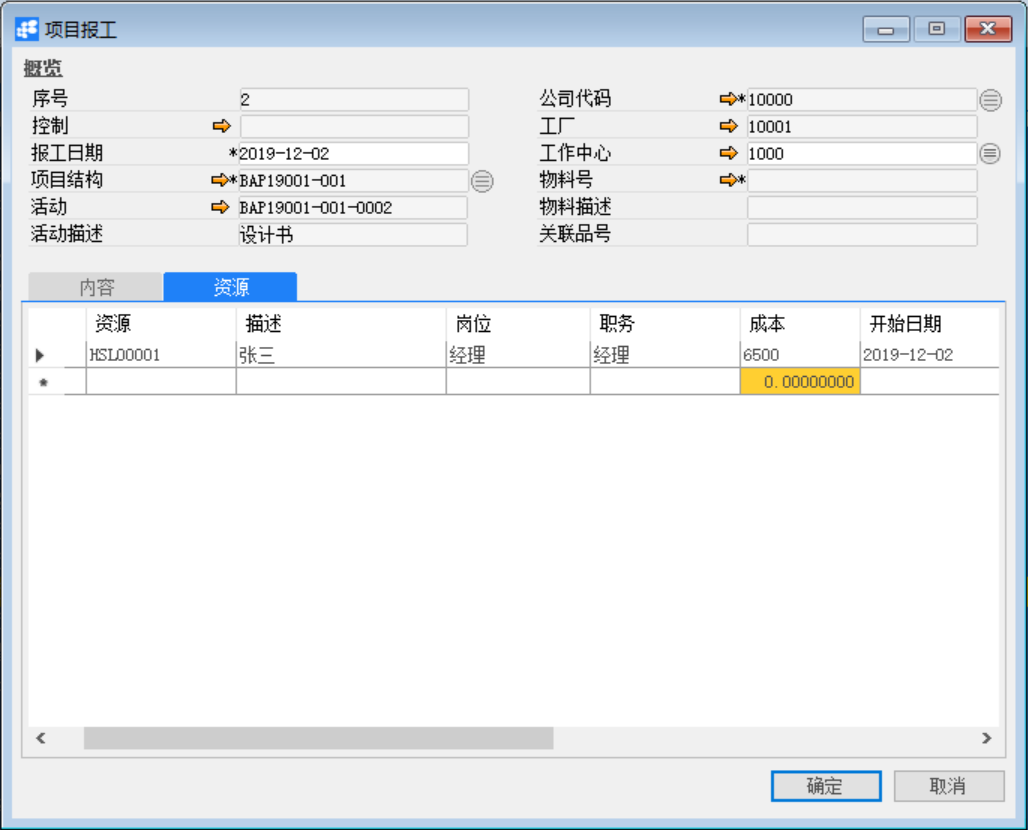 项目报工
概览
序号 2 公司代码 *10000
控制 工厂 10001
报工日期 *2019-12-02 工作中心 1000
项目结构 *BAP19001-001 物料号 *
活动 BAP19001-001-0002 物料描述
活动描述 设计书 关联品号
内容 资源
资源 描述 岗位 职务 成本 开始日期
HSL00001 张三 经理 经理 6500 2019-12-02
* 0.00000000
确定 取消